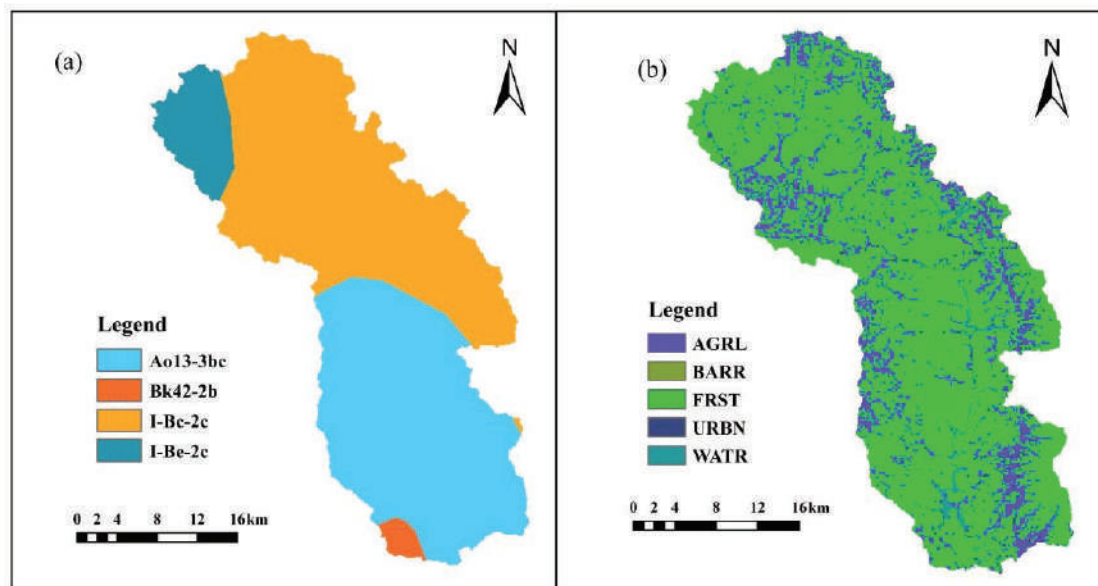 (a)
N
Legend
Ao13-3bc
Bk42-2b
I-Bc-2c
I-Be-2c
0 2 4 8 12 16km
(b)
N
Legend
AGRL
BARR
FRST
URBN
WATR
0 2 4 8 12 16km